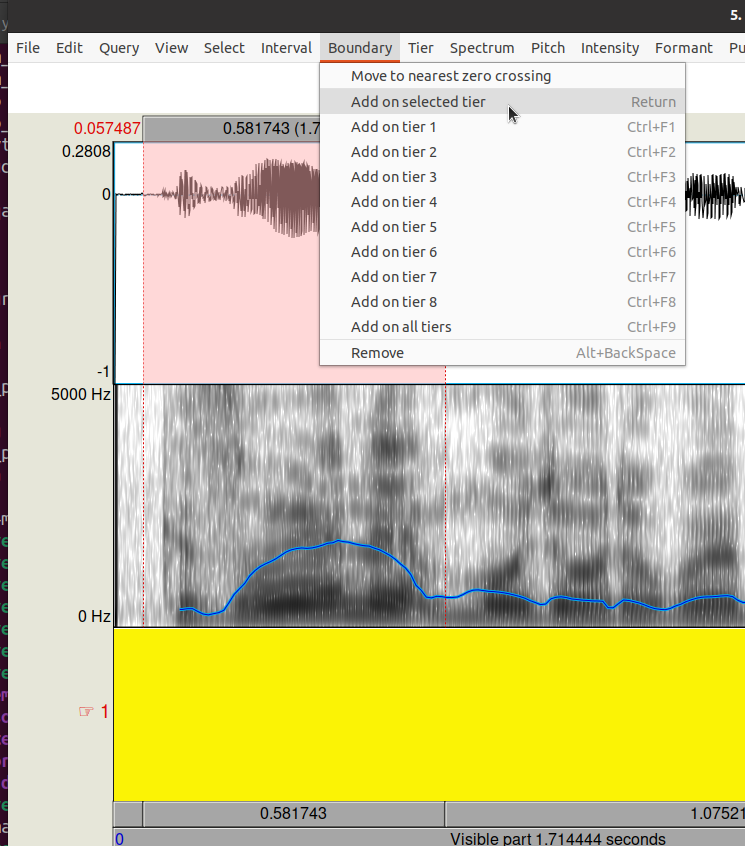 5.
File Edit Query View Select Interval Boundary Tier Spectrum Pitch Intensity Formant Pu
Move to nearest zero crossing
Add on selected tier Return
0.057487 0.581743 (1.7
Add on tier 1 Ctrl+F1
0.2808
Add on tier 2 Ctrl+F2
Add on tier 3 Ctrl+F3
0
Add on tier 4 Ctrl+F4
Add on tier 5 Ctrl+F5
Add on tier 6 Ctrl+F6
Add on tier 7 Ctrl+F7
Add on tier 8 Ctrl+F8
Add on all tiers Ctrl+F9
Remove Alt+BackSpace
-1
5000 Hz
0 Hz
☞ 1
0.581743 1.07521
0 Visible part 1.714444 seconds